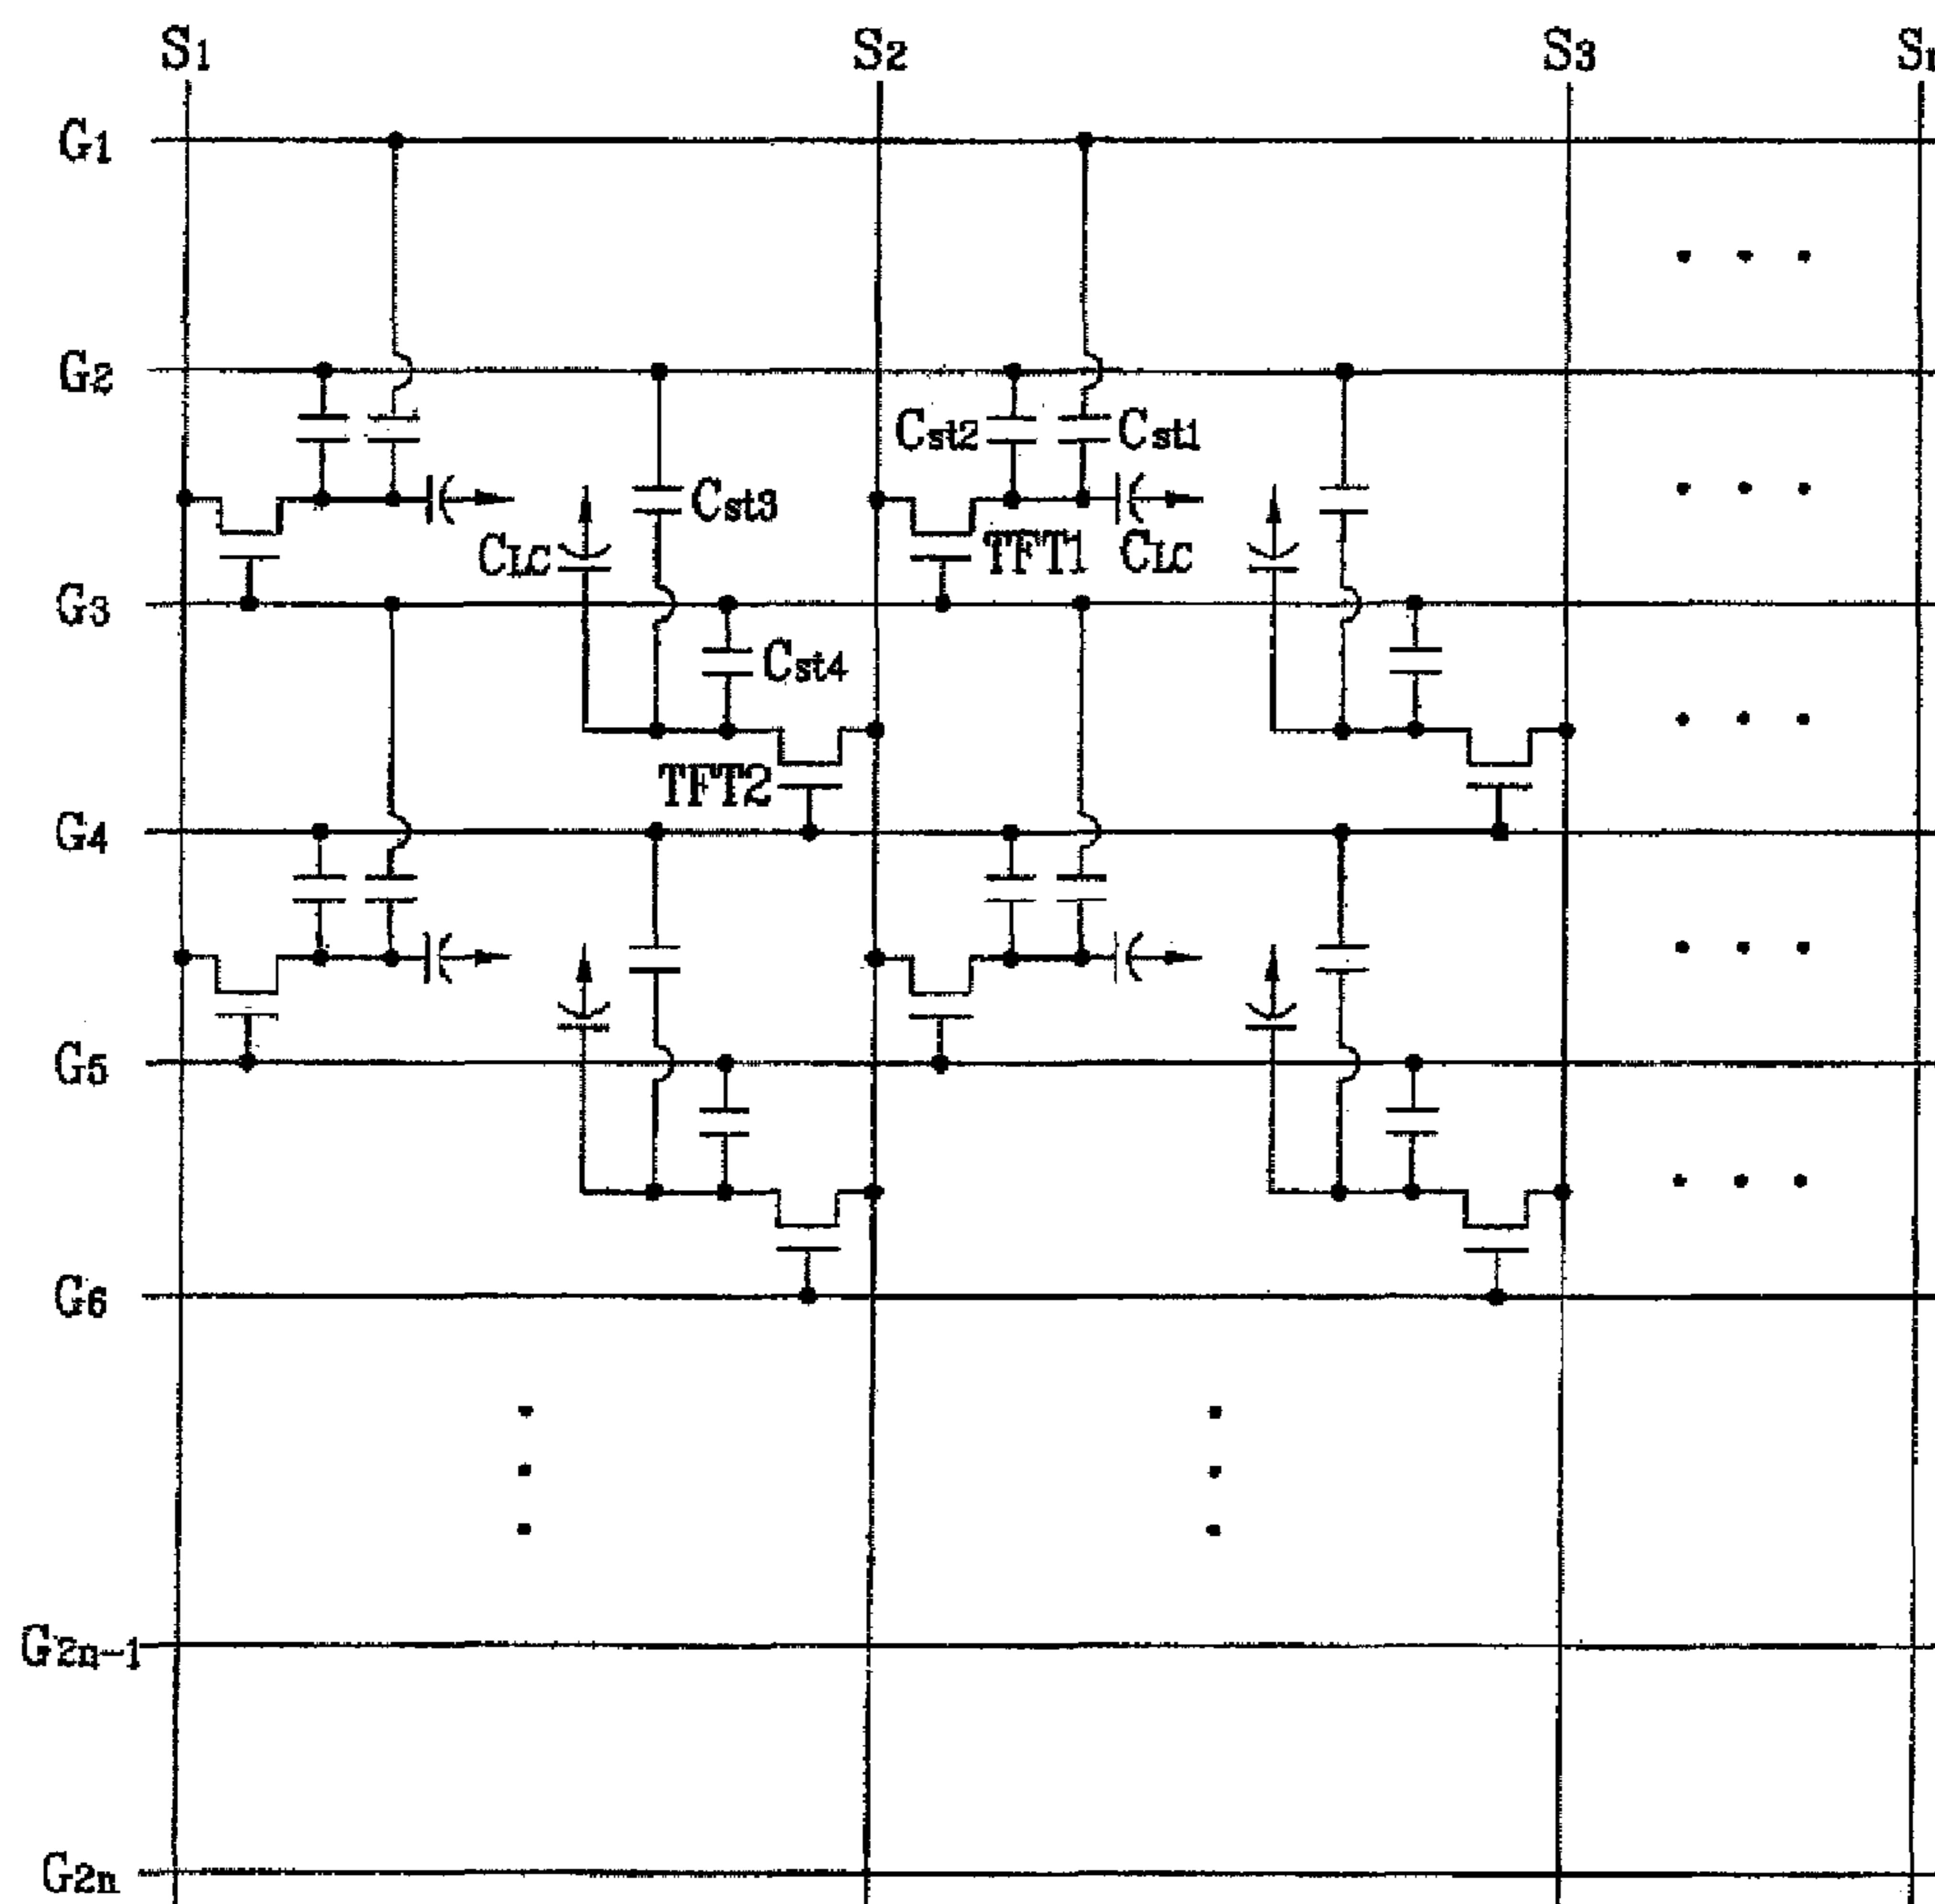 S1 S2 S3
G1
G2
Cst2 Cst1
Cst3
CLC TFT1 CLC
G3
Cst4
TFT2
G4
G5
G6
G2n-1
G2n